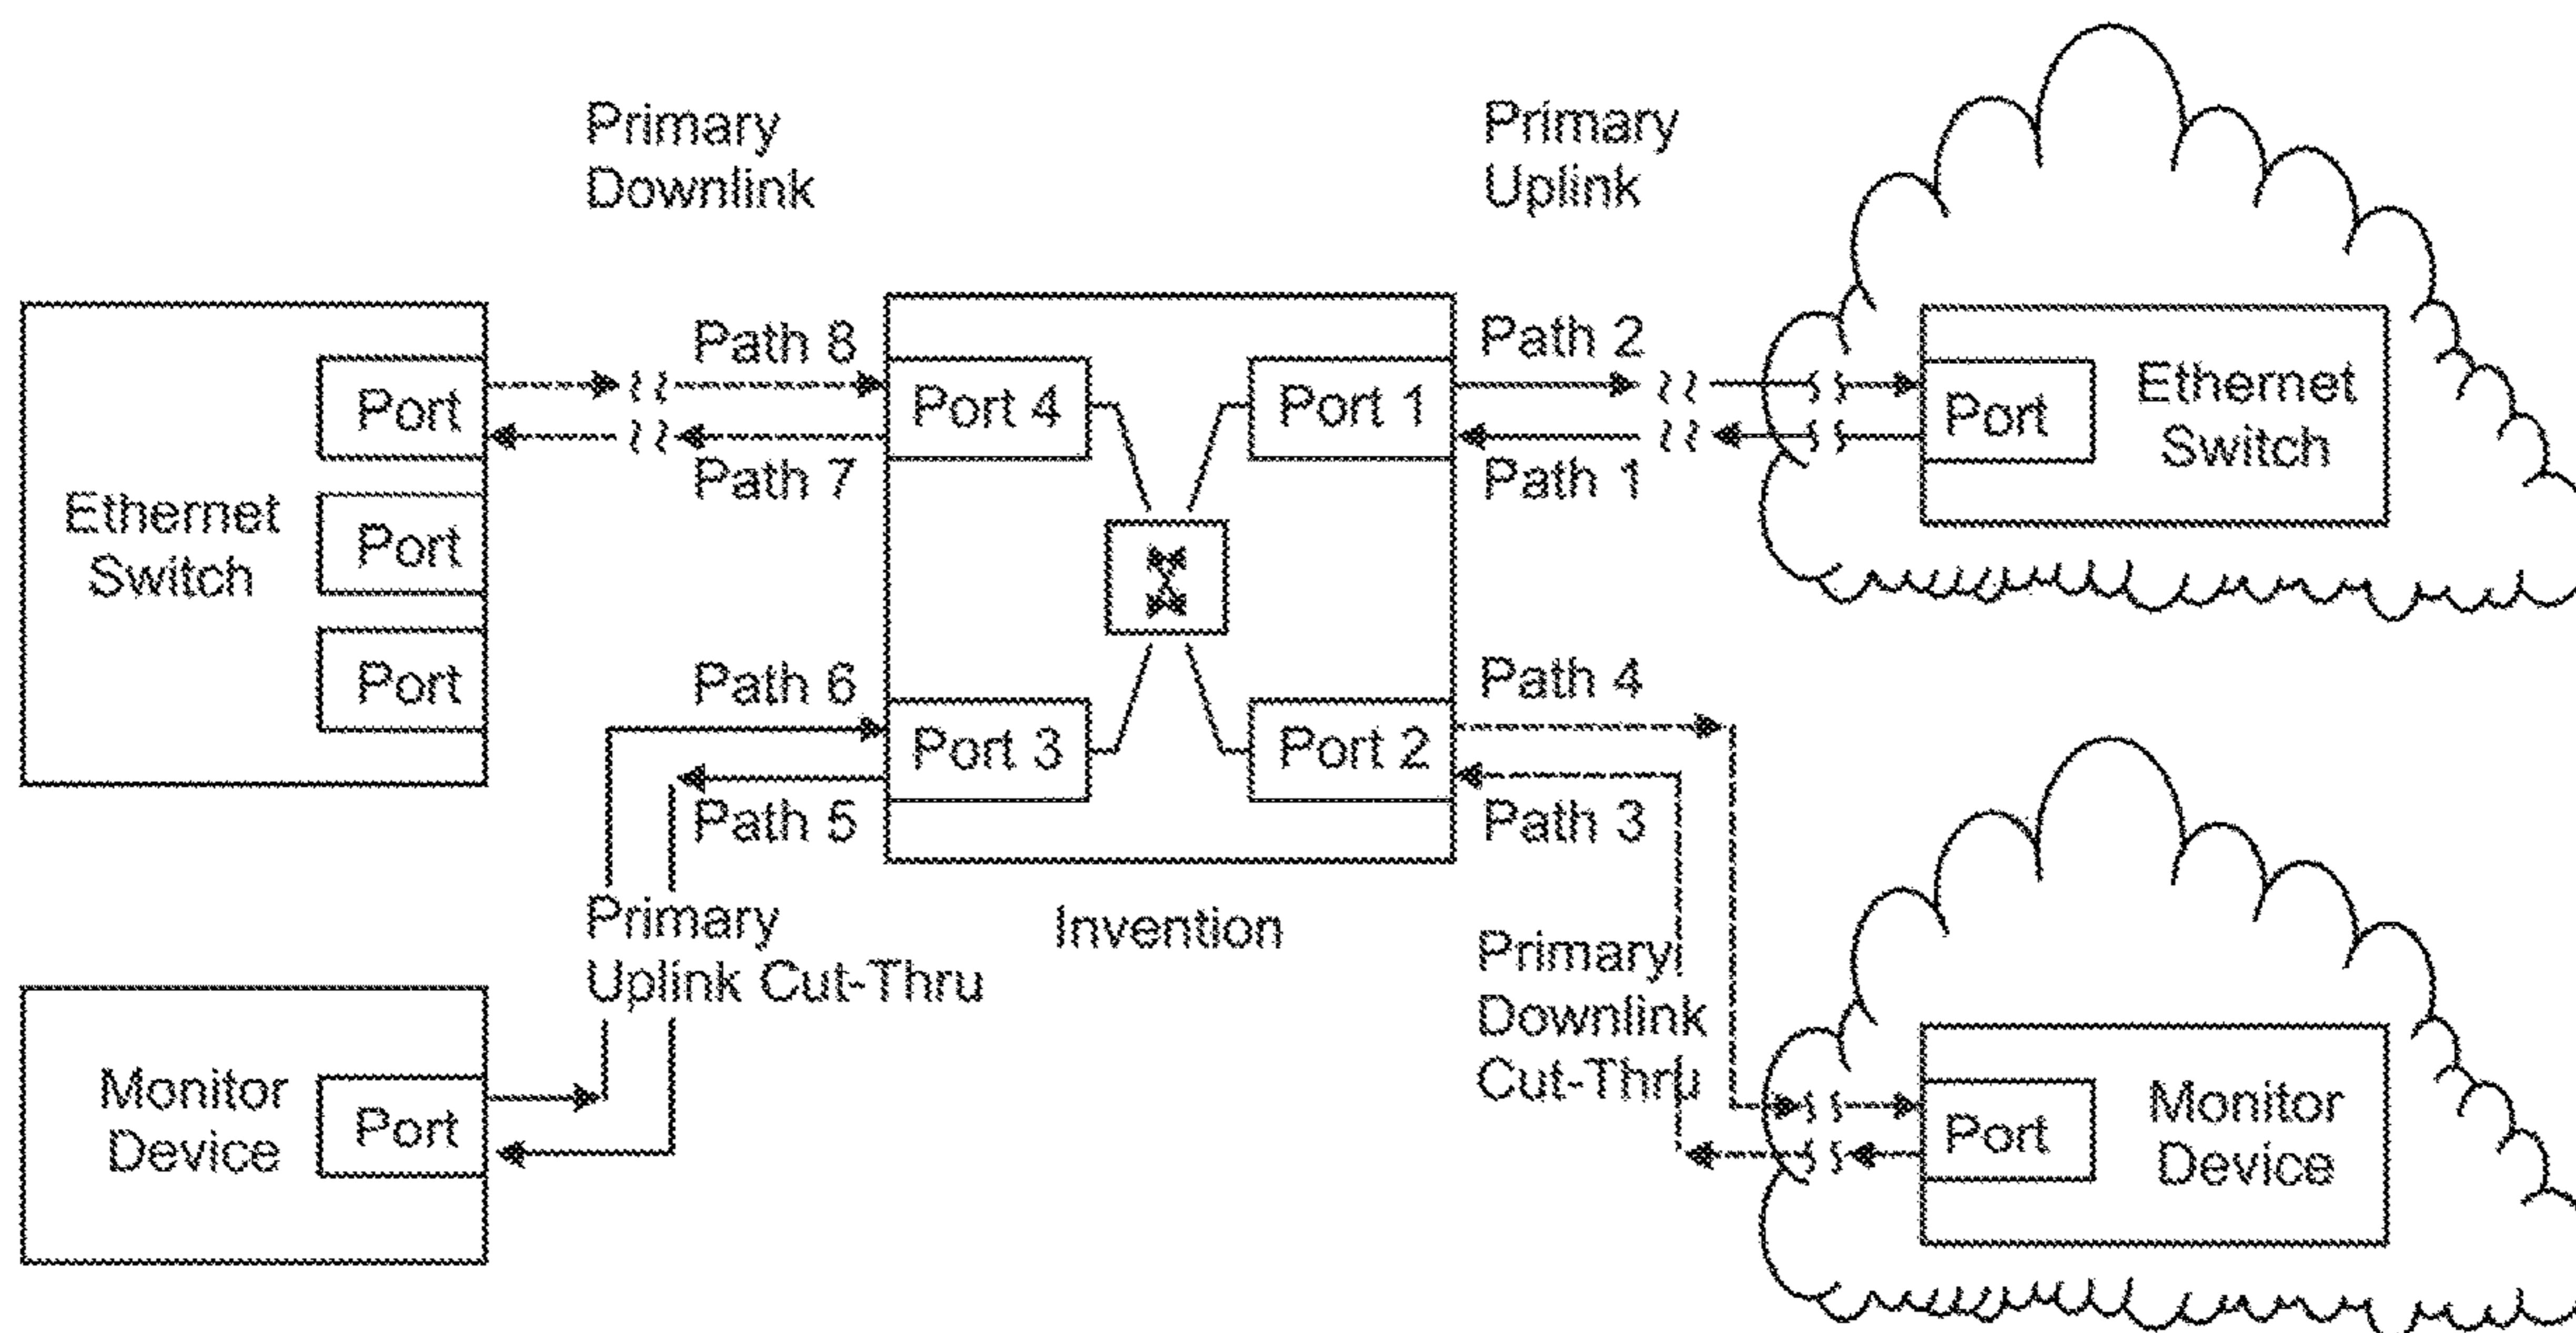 Primary
Downlink
Primary
Uplink
Path 8
Path 2
Port
Port 4
Port 1
Port
Ethernet
Switch
Path 7
Path 1
Ethernet
Switch
Port
Port
Path 6
Path 4
Port 3
Port 2
Path 5
Path 3
Primary
Uplink Cut-Thru
Invention
Primary
Downlink
Cut-Thru
Monitor
Device
Port
Port
Monitor
Device